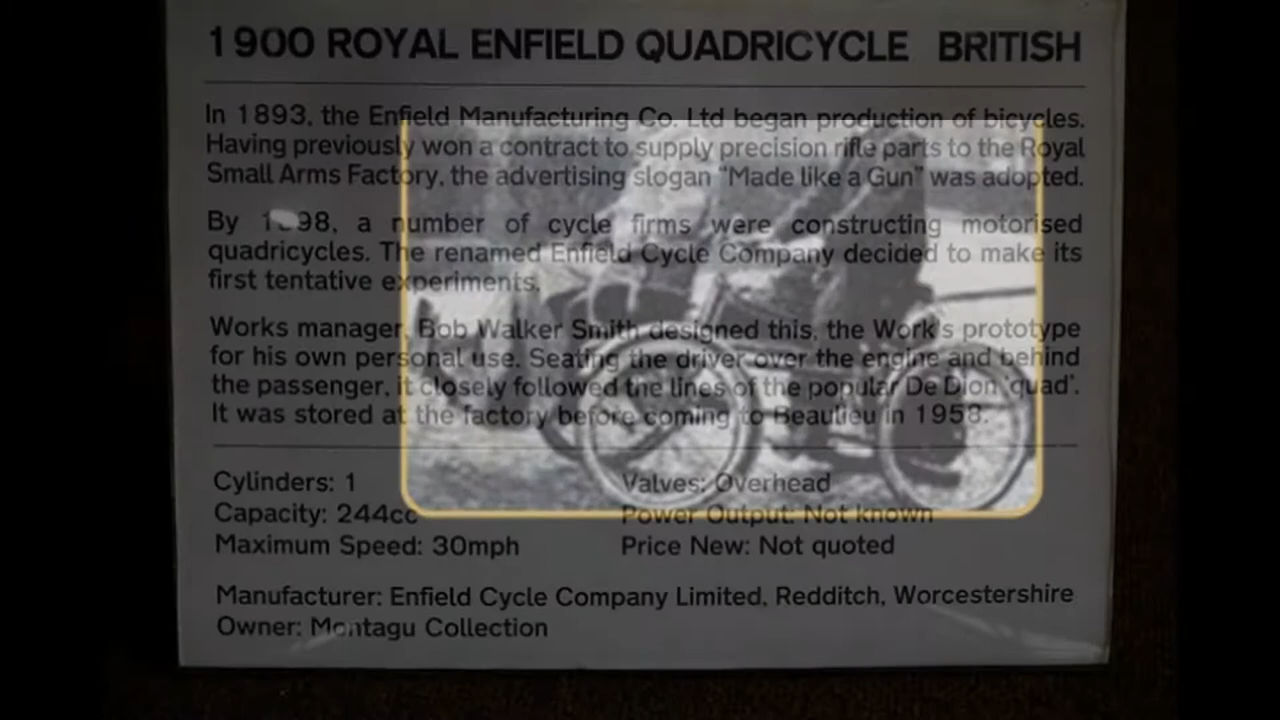 1900 ROYAL ENFIELD QUADRICYCLE BRITISH
In 1893, the Enfield Manufacturing Co. Ltd began production of bicycles.
Having previously won a contract to supply precision rifle parts to the Royal
Small Arms Factory, the advertising slogan "Made like a Gun" was adopted.
By 1898, a number of cycle firms were constructing motorised
quadricycles. The renamed Enfield Cycle Company decided to make its
first tentative experiments.
Works manager, Bob Walker Smith designed this, the Work's prototype
for his own personal use. Seating the driver over the engine and behind
the passenger, it closely followed the lines of the popular De Dion 'quad'.
It was stored at the factory before coming to Beaulieu in 1958.
Cylinders: 1 Valves: Overhead
Capacity: 244cc Power Output: Not known
Maximum Speed: 30mph Price New: Not quoted
Manufacturer: Enfield Cycle Company Limited, Redditch, Worcestershire
Owner: Montagu Collection